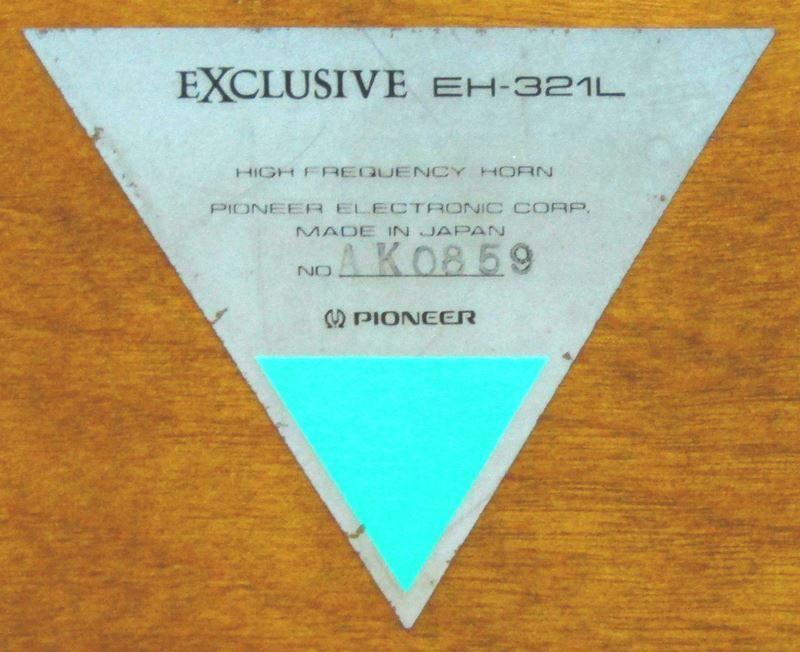 EXCLUSIVE EH-321L
HIGH FREQUENCY HORN
PIONEER ELECTRONIC CORP.
MADE IN JAPAN
NO AK0859
PIONEER